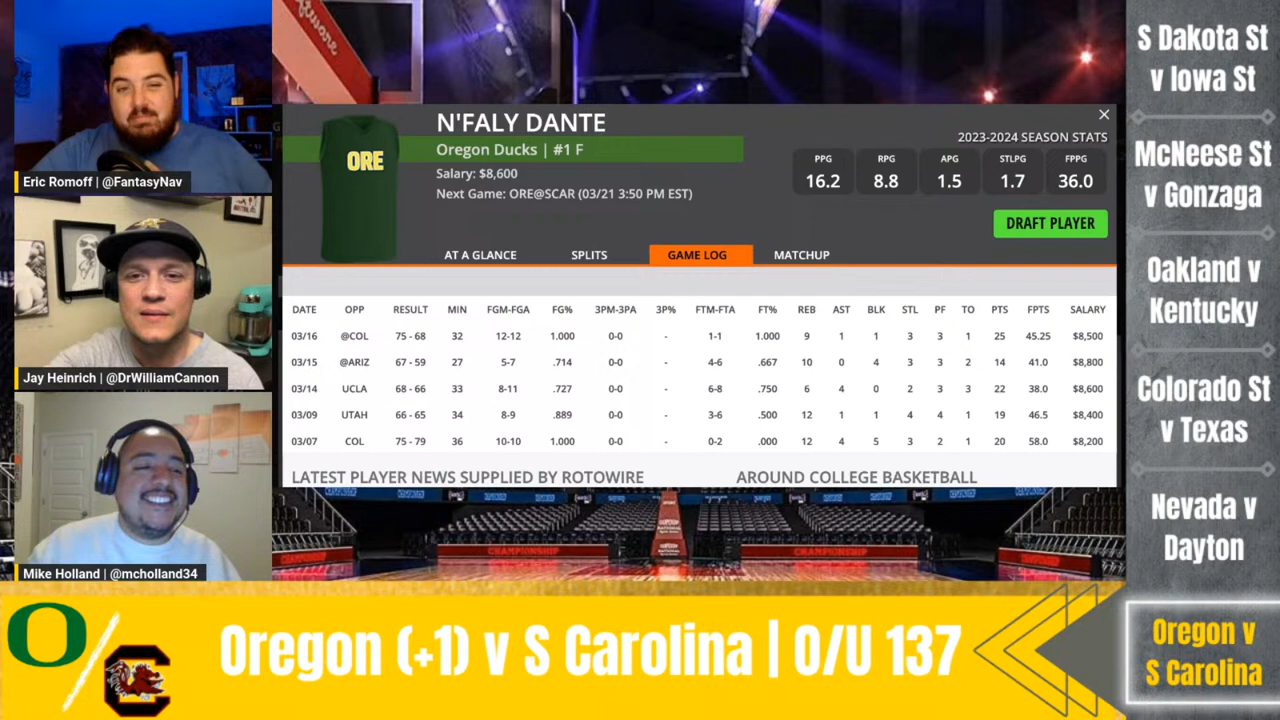 Eric Romoff | @FantasyNav
Jay Heinrich | @DrWilliamCannon
Mike Holland | @mcholland34
ORE
N'FALY DANTE
Oregon Ducks | #1 F
Salary: $8,600
Next Game: ORE@SCAR (03/21 3:50 PM EST)
2023-2024 SEASON STATS
PPG RPG APG STLPG FPPG
16.2 8.8 1.5 1.7 36.0
DRAFT PLAYER
AT A GLANCE SPLITS GAME LOG MATCHUP
DATE OPP RESULT MIN FGM-FGA FG% 3PM-3PA 3P% FTM-FTA FT% REB AST BLK STL PF TO PTS FPTS SALARY
03/16 @COL 75 - 68 32 12-12 1.000 0-0 - 1-1 1.000 9 1 1 3 3 1 25 45.25 $8,500
03/15 @ARIZ 67 - 59 27 5-7 .714 0-0 - 4-6 .667 10 0 4 3 3 2 14 41.0 $8,800
03/14 UCLA 68 - 66 33 8-11 .727 0-0 - 6-8 .750 6 4 0 2 3 3 22 38.0 $8,600
03/09 UTAH 66 - 65 34 8-9 .889 0-0 - 3-6 .500 12 1 1 4 4 1 19 46.5 $8,400
03/07 COL 75 - 79 36 10-10 1.000 0-0 - 0-2 .000 12 4 5 3 2 1 20 58.0 $8,200
LATEST PLAYER NEWS SUPPLIED BY ROTOWIRE AROUND COLLEGE BASKETBALL
CHAMPIONSHIP
CHAMPIONSHIP
S Dakota St
v Iowa St
McNeese St
v Gonzaga
Oakland v
Kentucky
Colorado St
v Texas
Nevada v
Dayton
Oregon v
S Carolina
O/C
Oregon (+1) v S Carolina | O/U 137